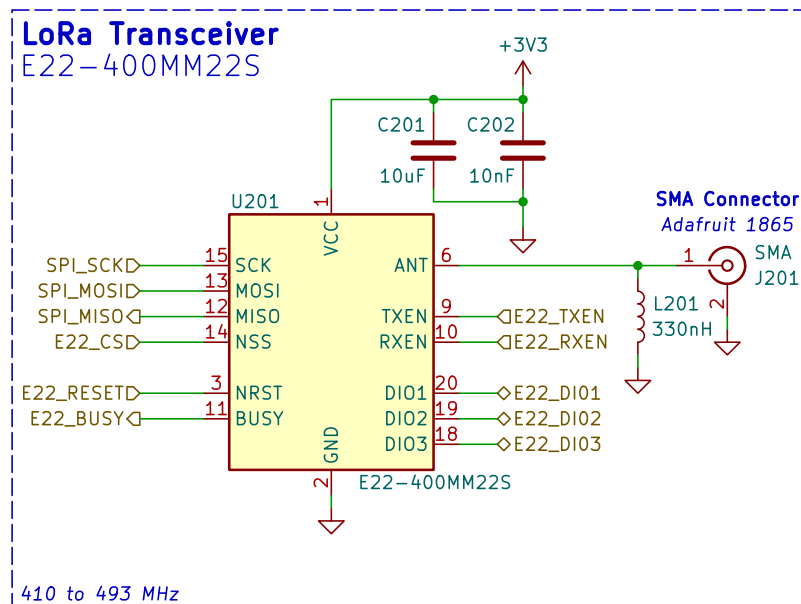 LoRa Transceiver
E22-400MM22S
+3V3
C201
10uF
C202
10nF
SMA Connector
Adafruit 1865
U201
1
VCC
SPI_SCK 15 SCK
SPI_MOSI 13 MOSI
SPI_MISO 12 MISO
E22_CS 14 NSS
E22_RESET 3 NRST
E22_BUSY 11 BUSY
ANT 6
TXEN 9 E22_TXEN
RXEN 10 E22_RXEN
DIO1 20 E22_DIO1
DIO2 19 E22_DIO2
DIO3 18 E22_DIO3
GND
2
E22-400MM22S
1
SMA
J201
2
L201
330nH
410 to 493 MHz